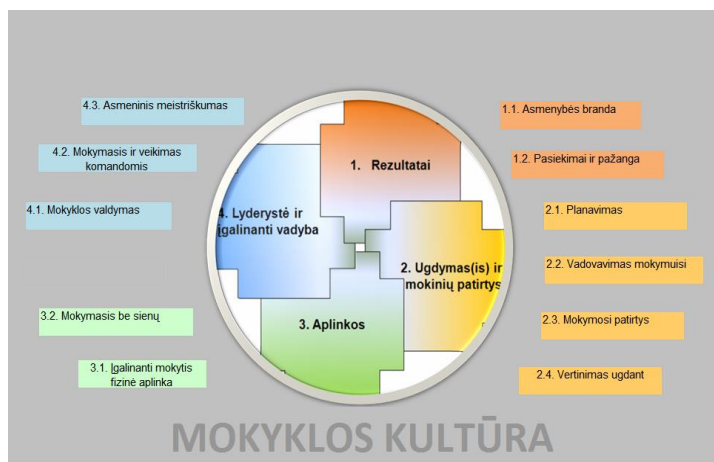 4.3. Asmeninis meistriškumas
4.2. Mokymasis ir veikimas
komandomis
4.1. Mokyklos valdymas
3.2. Mokymasis be sienų
3.1. Įgalinanti mokytis
fizinė aplinka
1. Rezultatai
4. Lyderystė ir
įgalinanti vadyba
2. Ugdymas(is) ir
mokinių patirtys
3. Aplinkos
1.1. Asmenybės branda
1.2. Pasiekimai ir pažanga
2.1. Planavimas
2.2. Vadovavimas mokymuisi
2.3. Mokymosi patirtys
2.4. Vertinimas ugdant
MOKYKLOS KULTŪRA